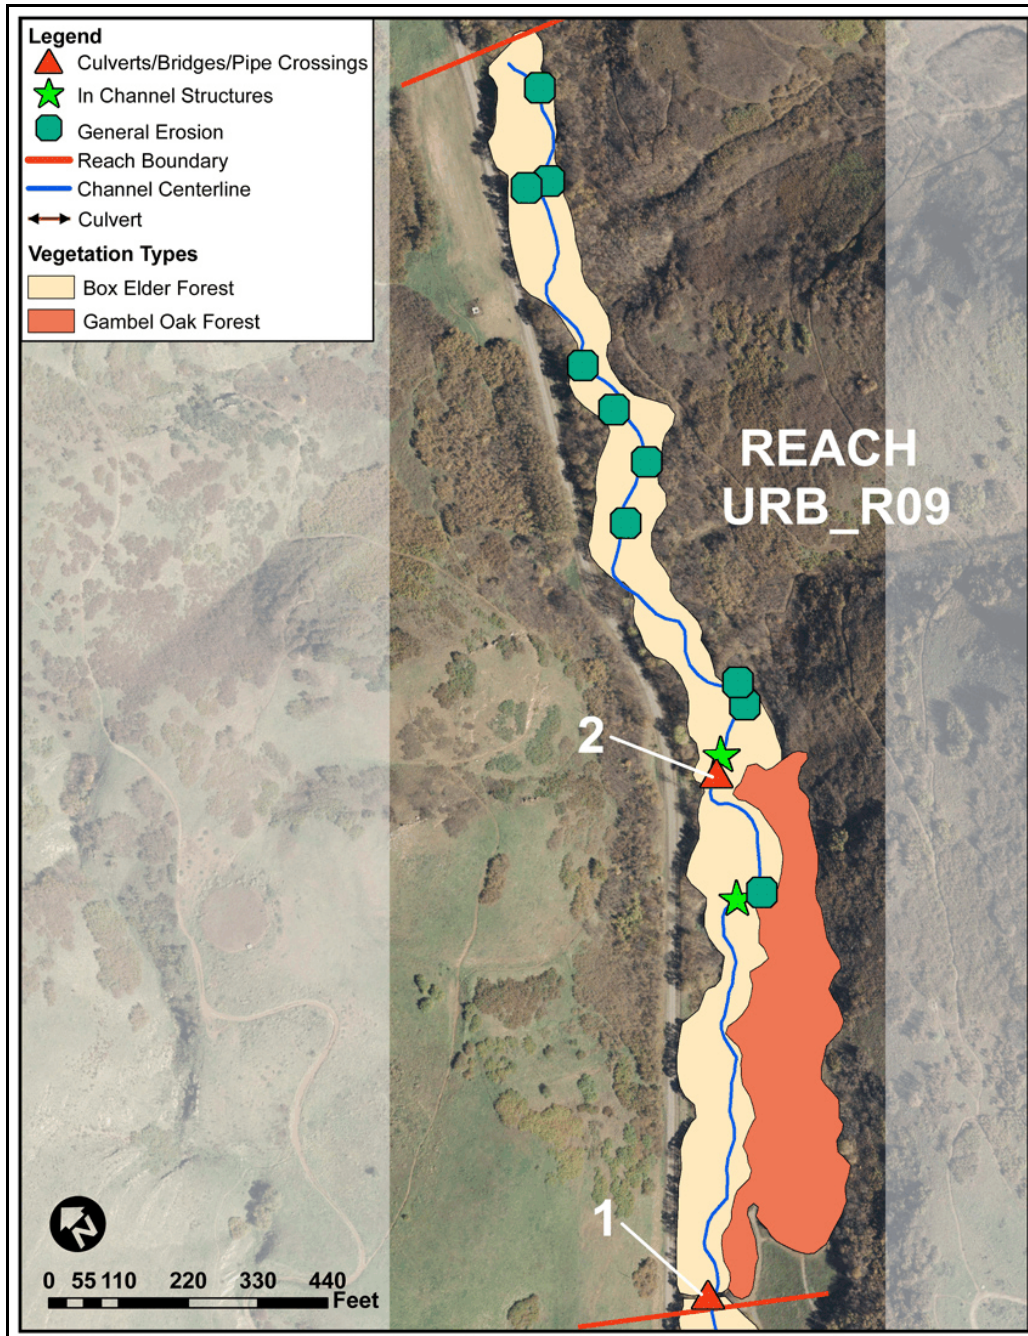 Legend
Culverts/Bridges/Pipe Crossings
In Channel Structures
General Erosion
Reach Boundary
Channel Centerline
Culvert
Vegetation Types
Box Elder Forest
Gambel Oak Forest
REACH
URB_R09
2
1
N
0 55 110 220 330 440
Feet